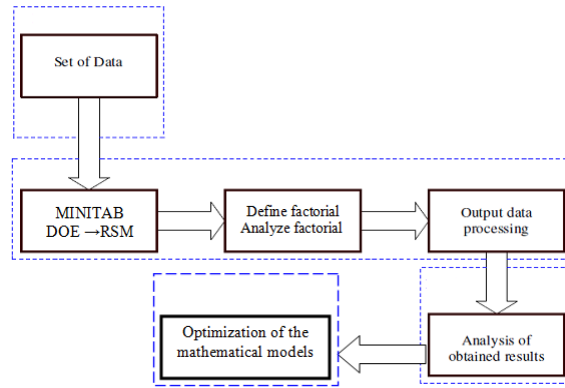 Set of Data
MINITAB
DOE →RSM
Define factorial
Analyze factorial
Output data
processing
Analysis of
obtained results
Optimization of the
mathematical models